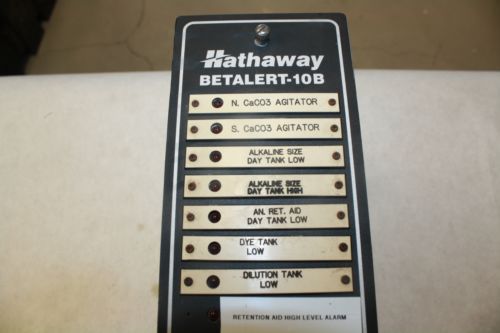 Hathaway
BETALERT-10B
N. CaCO3 AGITATOR
S. CaCO3 AGITATOR
ALKALINE SIZE
DAY TANK LOW
ALKALINE SIZE
DAY TANK HIGH
AN. RET. AID
DAY TANK LOW
DYE TANK
LOW
DILUTION TANK
LOW
RETENTION AID HIGH LEVEL ALARM